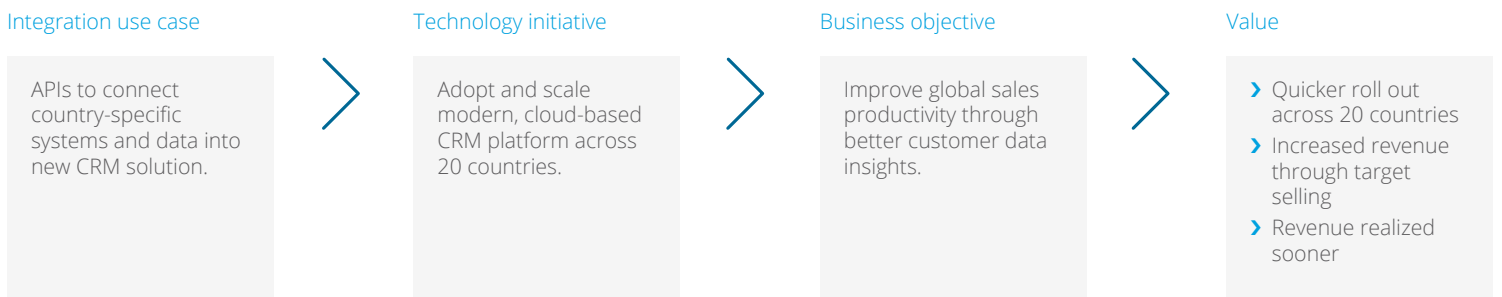 Integration use case
APIs to connect
country-specific
systems and data into
new CRM solution.
Technology initiative
Adopt and scale
modern, cloud-based
CRM platform across
20 countries.
Business objective
Improve global sales
productivity through
better customer data
insights.
Value
Quicker roll out
across 20 countries
Increased revenue
through target
selling
Revenue realized
sooner